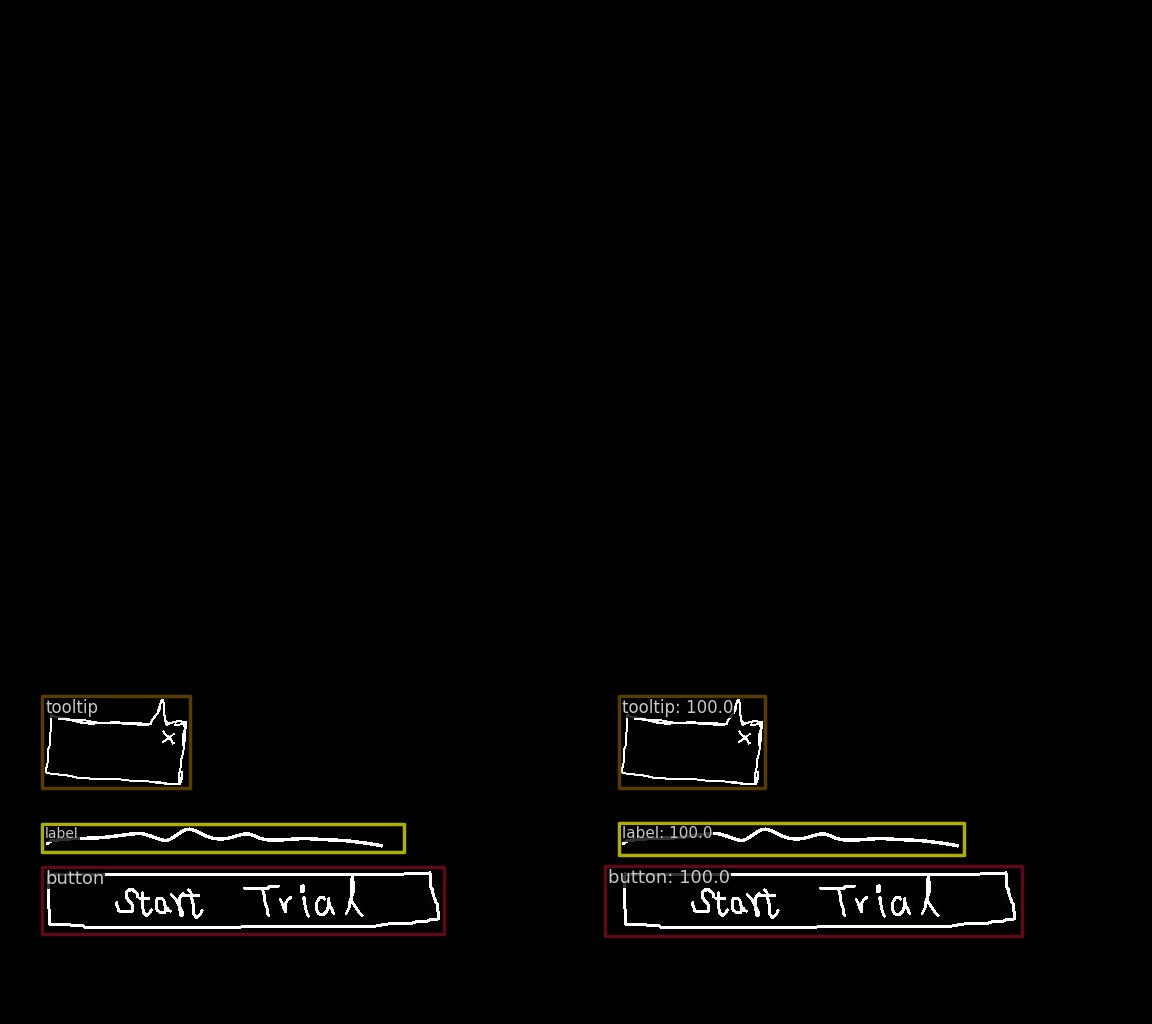 tooltip
tooltip: 100.0
x
x
label
label: 100.0
button
button: 100.0
Start Trial
Start Trial